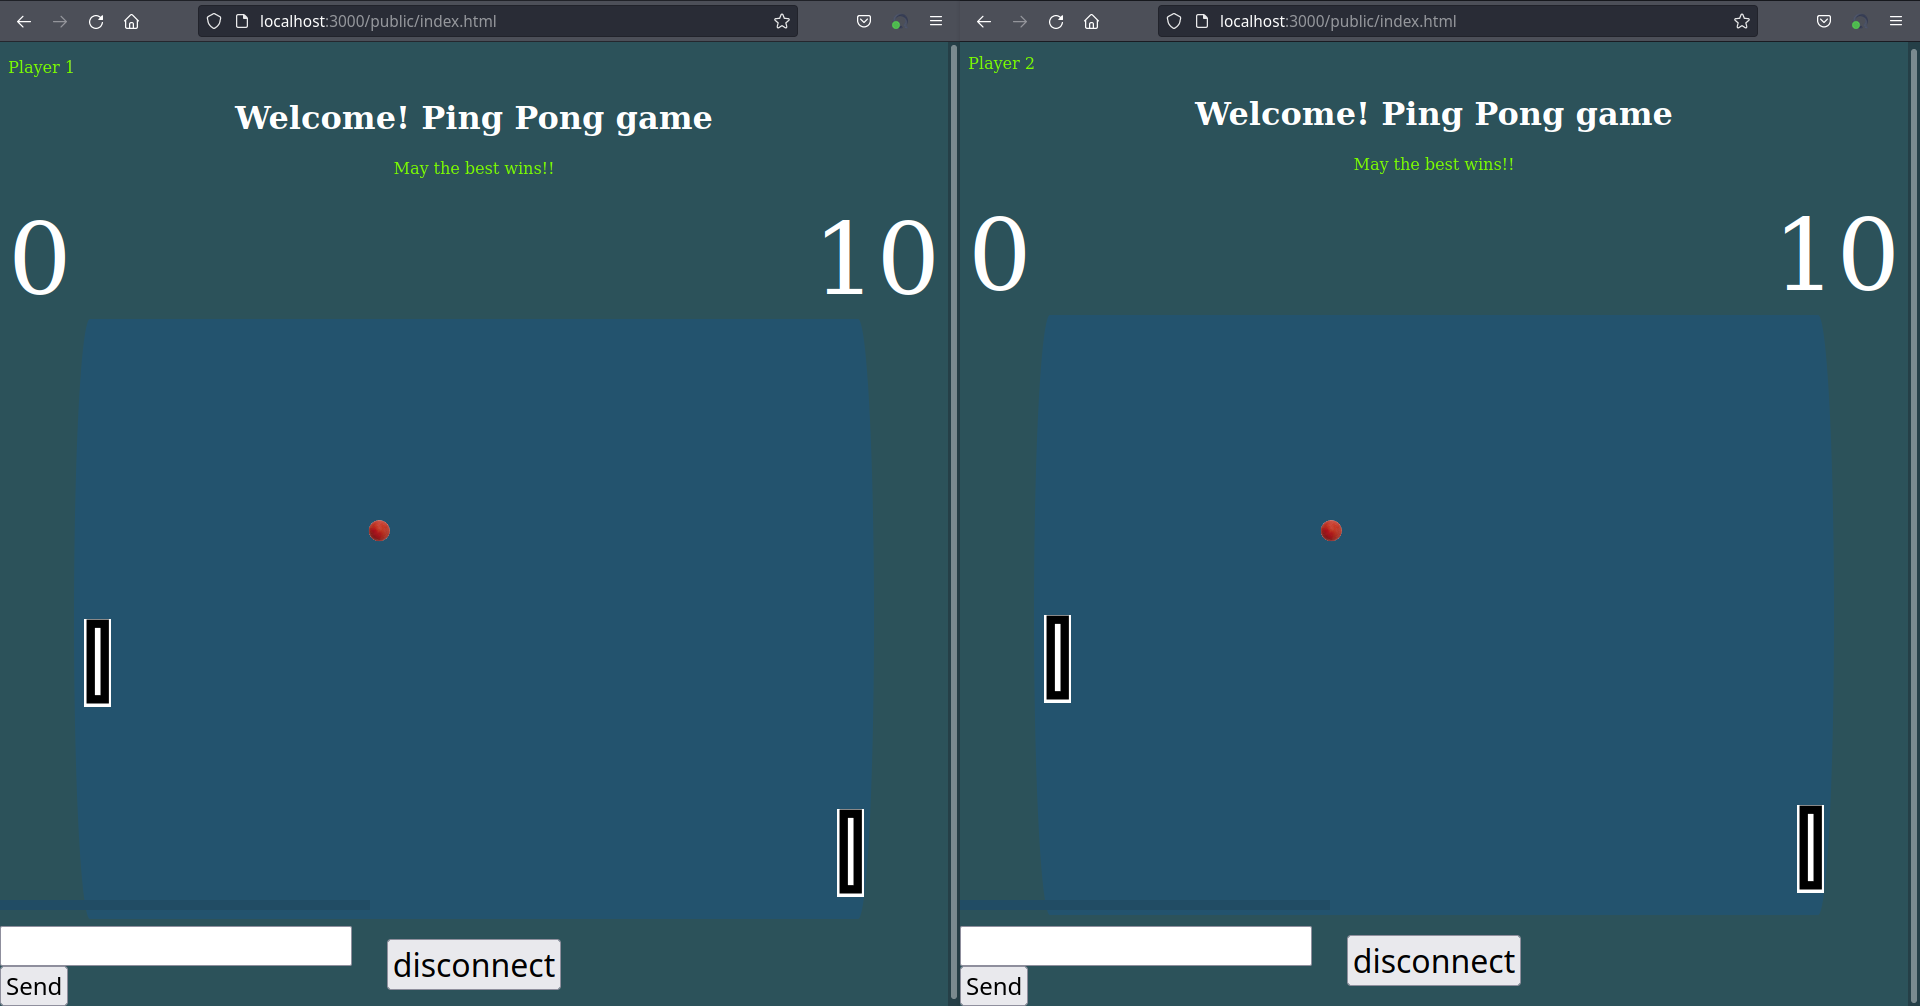 localhost:3000/public/index.html
Player 1
Welcome! Ping Pong game
May the best wins!!
0 10
disconnect
Send
localhost:3000/public/index.html
Player 2
Welcome! Ping Pong game
May the best wins!!
0 10
disconnect
Send